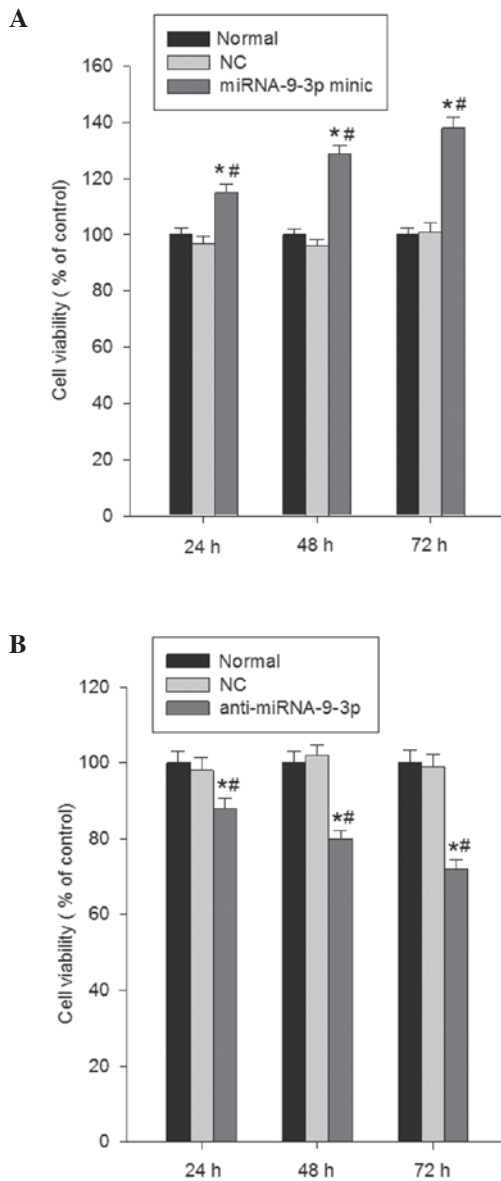 A
Normal
NC
miRNA-9-3p minic
160
140
120
100
80
60
40
20
0
Cell viability ( % of control)
*#
*#
*#
24 h
48 h
72 h
B
Normal
NC
anti-miRNA-9-3p
120
100
80
60
40
20
0
Cell viability ( % of control)
*#
*#
*#
24 h
48 h
72 h